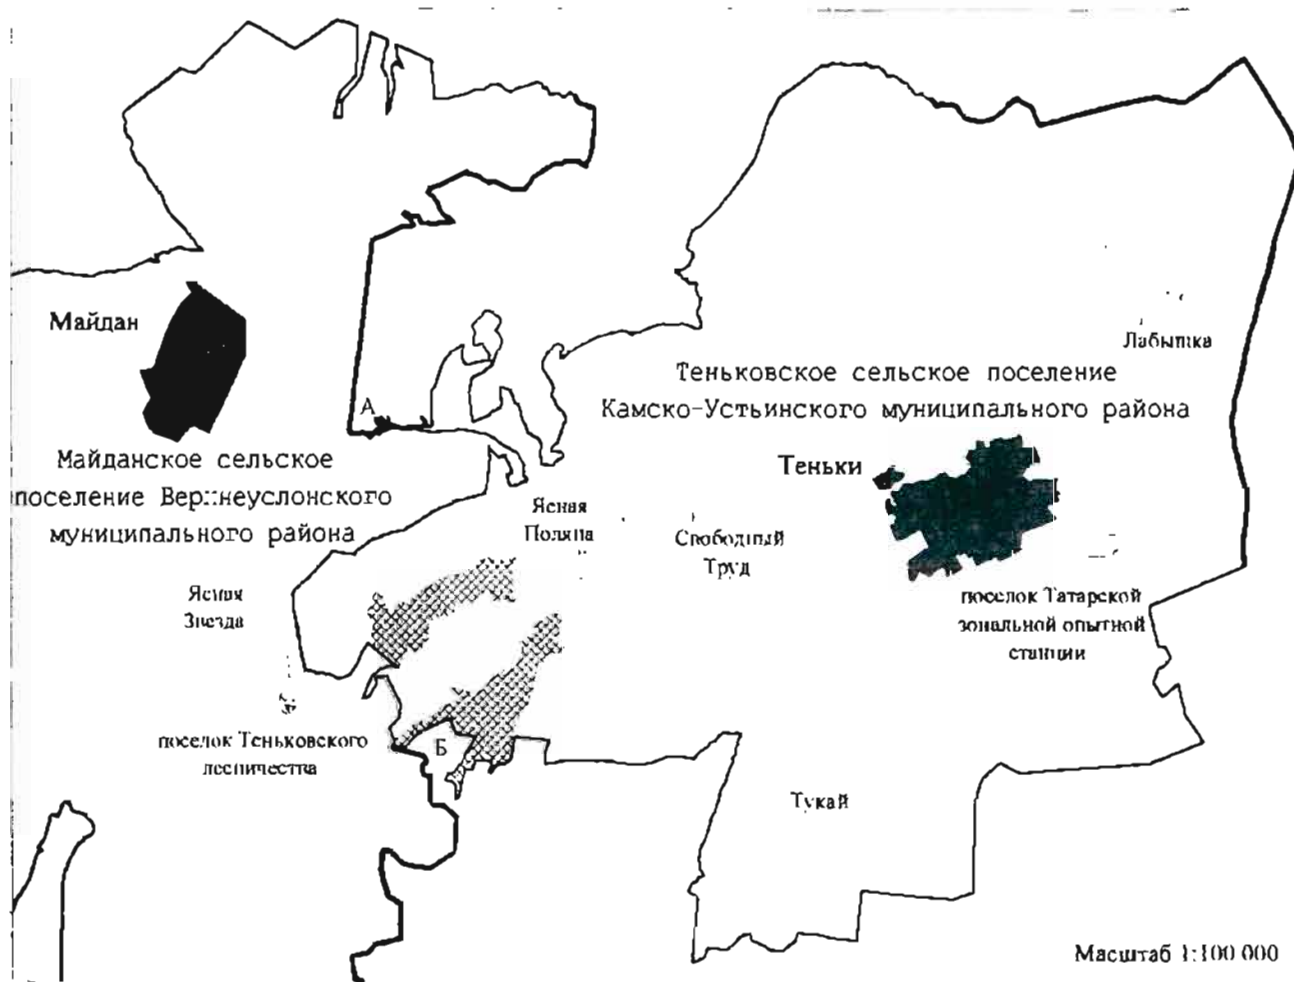 Майдан
Лабышка
Теньковское сельское поселение
Камско-Устьинского муниципального района
А
Теньки
Майданское сельское
поселение Верхнеуслонского
муниципального района
Ясная
Поляна
Свободный
Труд
Ясная
Звезда
поселок Татарской
зональной опытной
станции
поселок Теньковского
лесничества
Б
Тукай
Масштаб 1:100 000